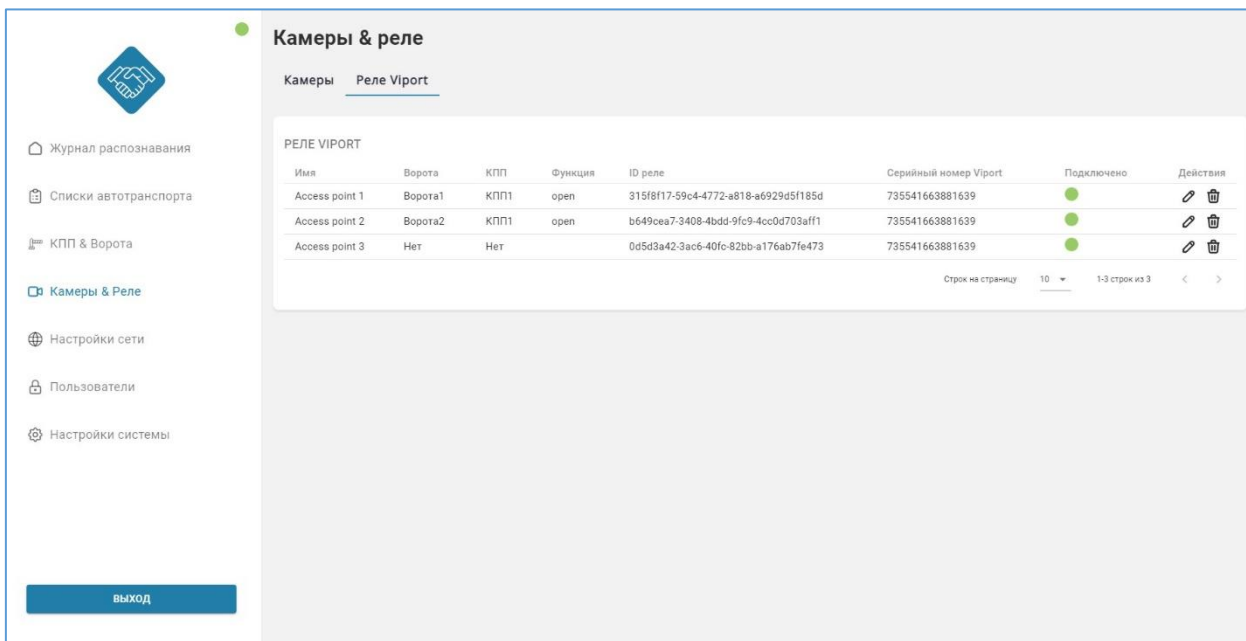 Камеры & реле
Камеры Реле Viport
Журнал распознавания
Списки автотранспорта
КПП & Ворота
Камеры & Реле
Настройки сети
Пользователи
Настройки системы
ВЫХОД
РЕЛЕ VIPORT
Имя Ворота КПП Функция ID реле Серийный номер Viport Подключено Действия
Access point 1 Ворота1 КПП1 open 315f8f17-59c4-4772-a818-a6929d5f185d 735541663881639
Access point 2 Ворота2 КПП1 open b649cea7-3408-4bdd-9fc9-4cc0d703aff1 735541663881639
Access point 3 Нет Нет 0d5d3a42-3ac6-40fc-82bb-a176ab7fe473 735541663881639
Строк на страницу 10 1-3 строк из 3